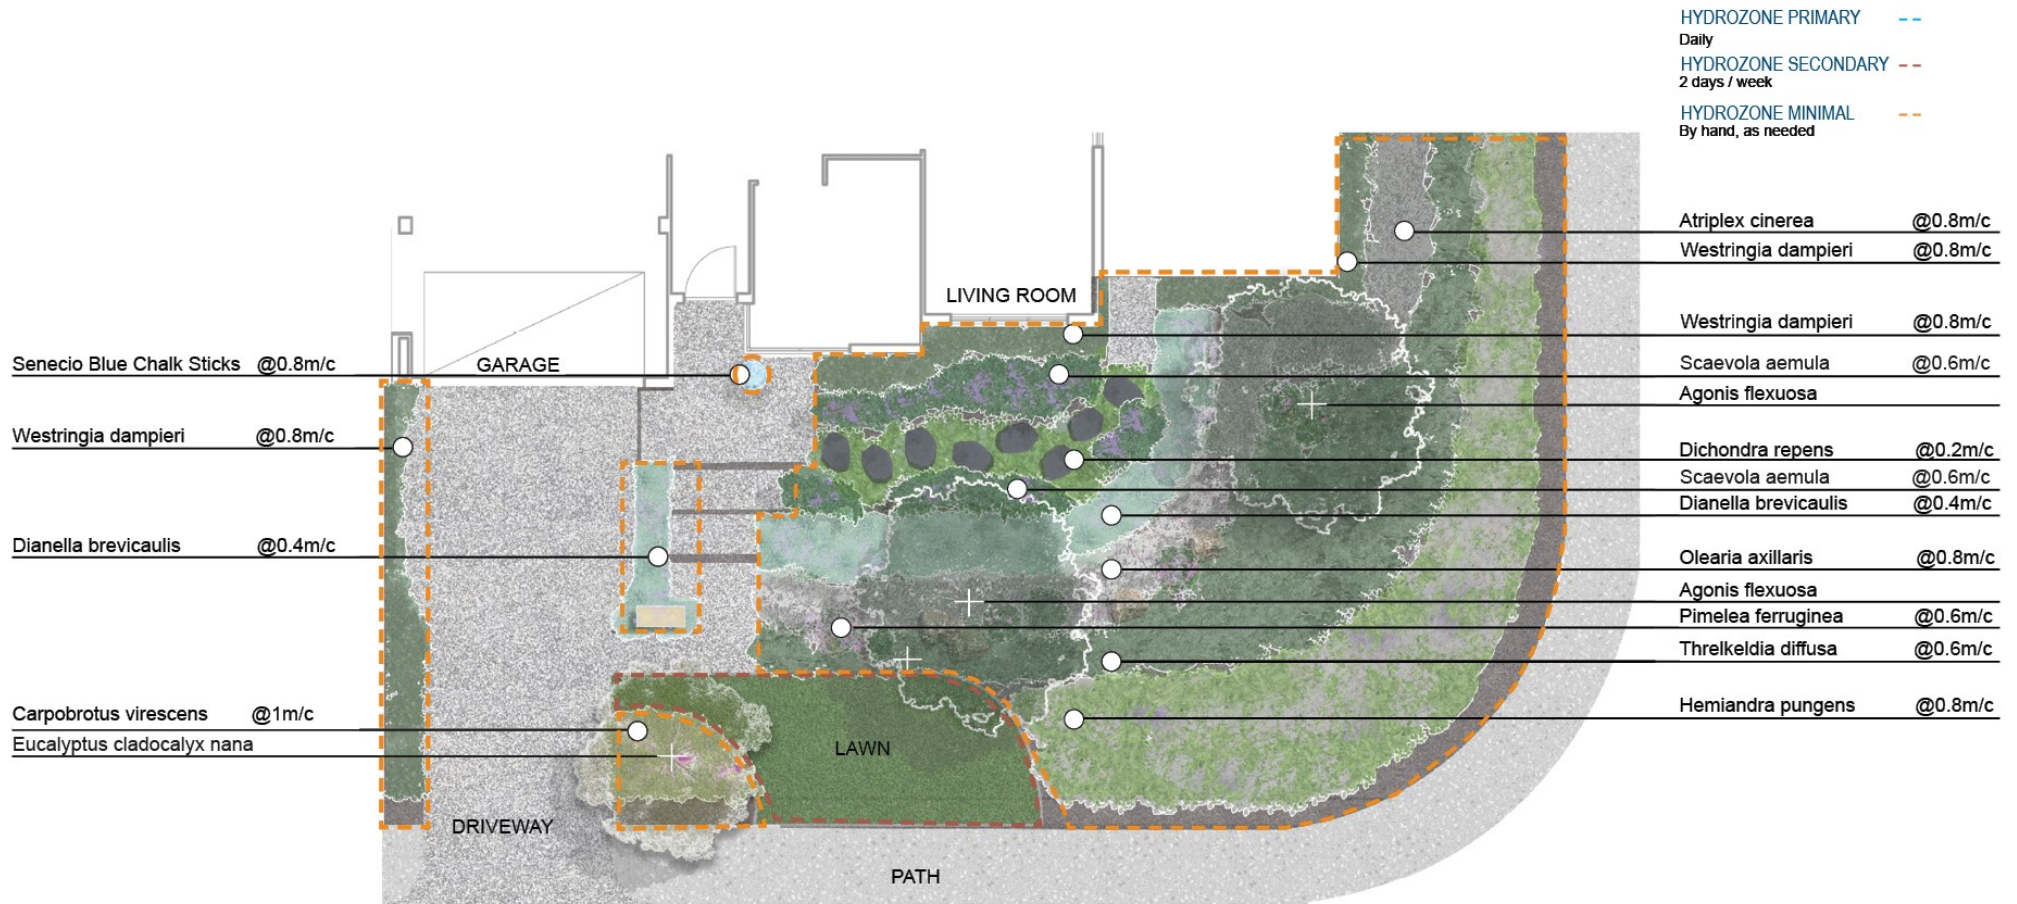 HYDROZONE PRIMARY
Daily
HYDROZONE SECONDARY
2 days / week
HYDROZONE MINIMAL
By hand, as needed
Atriplex cinerea @0.8m/c
Westringia dampieri @0.8m/c
LIVING ROOM
Westringia dampieri @0.8m/c
Senecio Blue Chalk Sticks @0.8m/c
GARAGE
Scaevola aemula @0.6m/c
Agonis flexuosa
Westringia dampieri @0.8m/c
Dichondra repens @0.2m/c
Scaevola aemula @0.6m/c
Dianella brevicaulis @0.4m/c
Dianella brevicaulis @0.4m/c
Olearia axillaris @0.8m/c
Agonis flexuosa
Pimelea ferruginea @0.6m/c
Threlkeldia diffusa @0.6m/c
Hemiandra pungens @0.8m/c
Carpobrotus virescens @1m/c
Eucalyptus cladocalyx nana
LAWN
DRIVEWAY
PATH